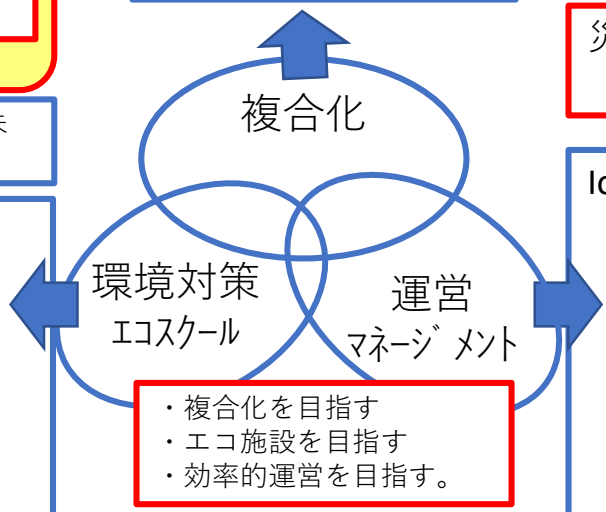 災
複合化
環境対策
エコスクール
運営
マネージメント
・複合化を目指す
・エコ施設を目指す
・効率的運営を目指す。